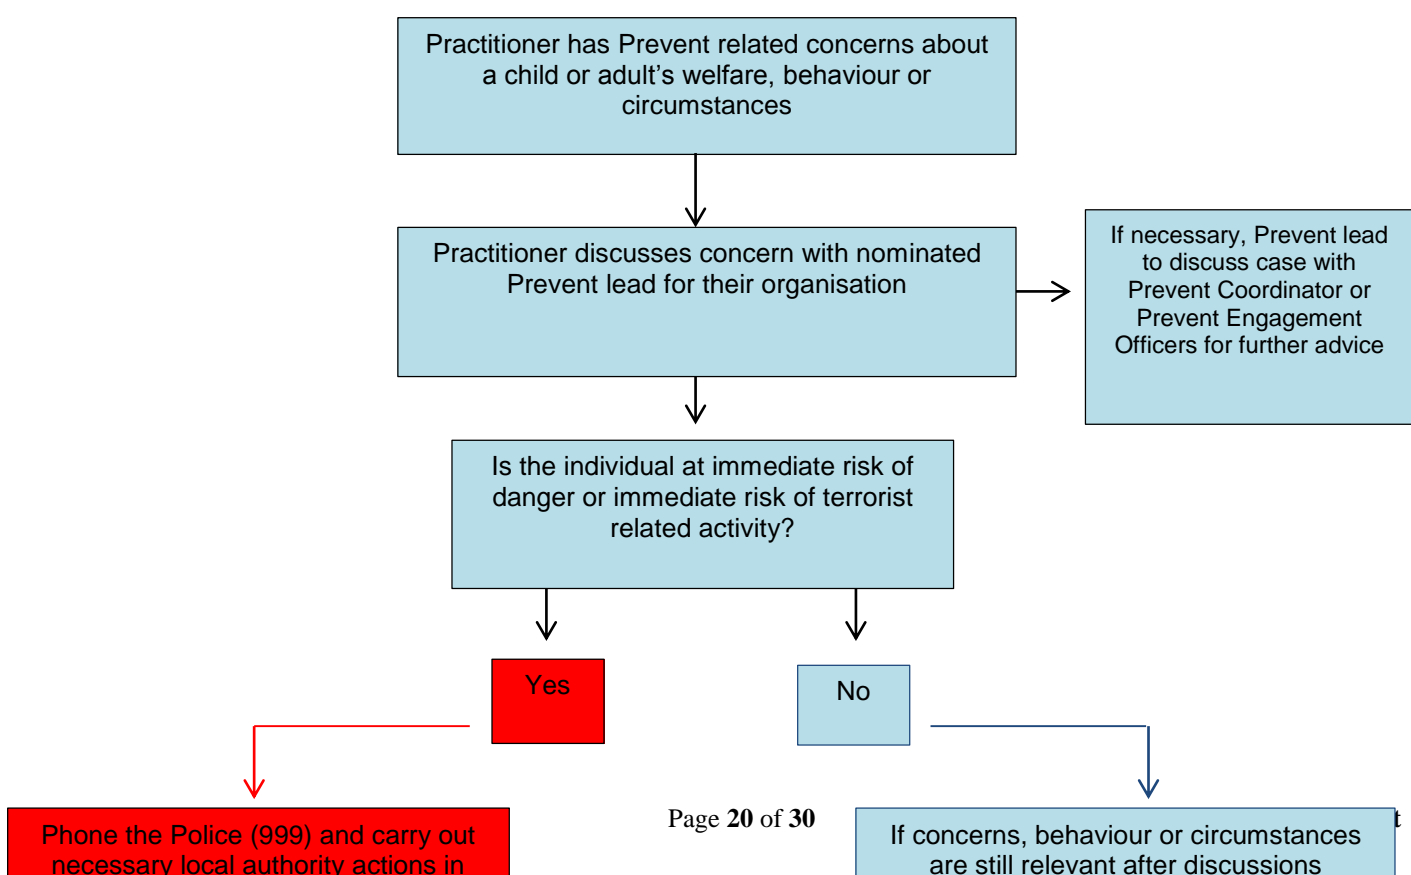 Practitioner has Prevent related concerns about
a child or adult’s welfare, behaviour or
circumstances
Practitioner discusses concern with nominated
Prevent lead for their organisation
If necessary, Prevent lead
to discuss case with
Prevent Coordinator or
Prevent Engagement
Officers for further advice
Is the individual at immediate risk of
danger or immediate risk of terrorist
related activity?
Yes
No
Phone the Police (999) and carry out
necessary local authority actions in
Page 20 of 30
If concerns, behaviour or circumstances
are still relevant after discussions
t